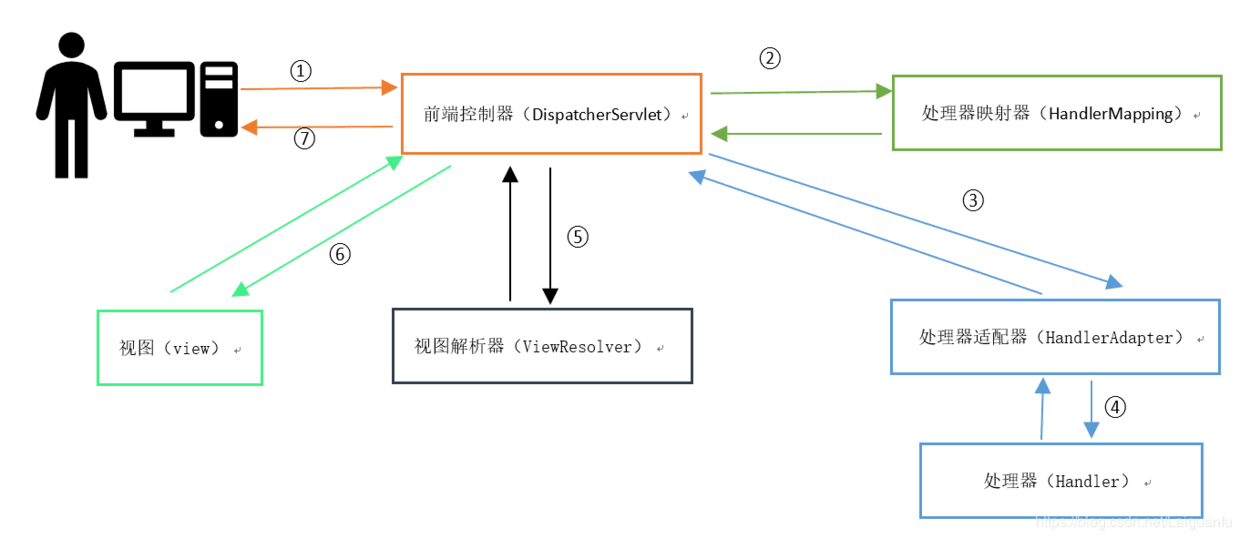 ①
②
前端控制器（DispatcherServlet）
处理器映射器（HandlerMapping）
⑦
③
⑤
⑥
视图（view）
视图解析器（ViewResolver）
处理器适配器（HandlerAdapter）
④
处理器（Handler）
https://blog.csdn.net/Laiguanfu